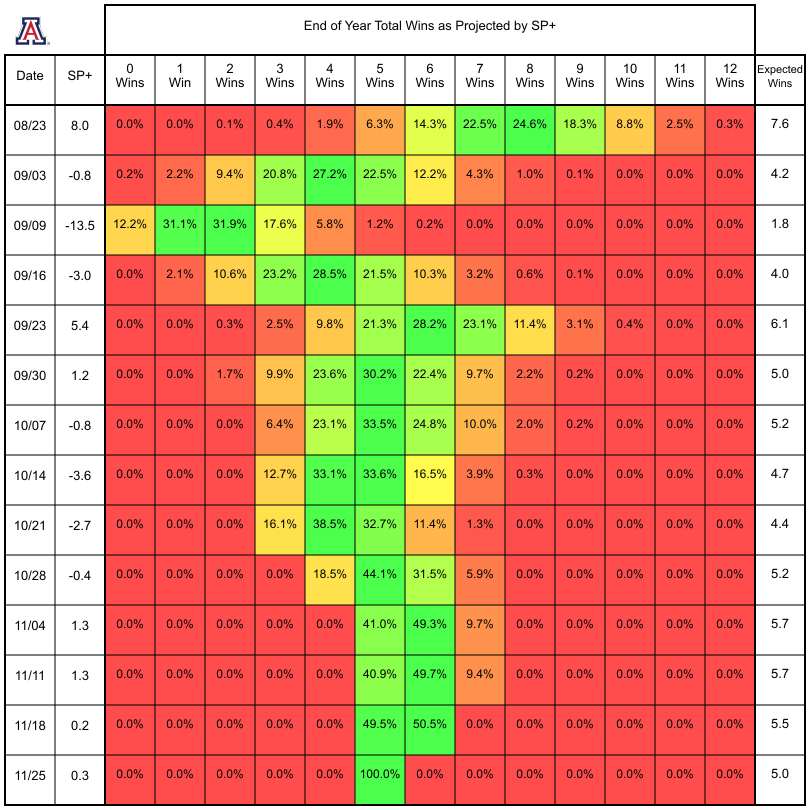 A
End of Year Total Wins as Projected by SP+
Date SP+ 0 Wins 1 Win 2 Wins 3 Wins 4 Wins 5 Wins 6 Wins 7 Wins 8 Wins 9 Wins 10 Wins 11 Wins 12 Wins Expected Wins
08/23 8.0 0.0% 0.0% 0.1% 0.4% 1.9% 6.3% 14.3% 22.5% 24.6% 18.3% 8.8% 2.5% 0.3% 7.6
09/03 -0.8 0.2% 2.2% 9.4% 20.8% 27.2% 22.5% 12.2% 4.3% 1.0% 0.1% 0.0% 0.0% 0.0% 4.2
09/09 -13.5 12.2% 31.1% 31.9% 17.6% 5.8% 1.2% 0.2% 0.0% 0.0% 0.0% 0.0% 0.0% 0.0% 1.8
09/16 -3.0 0.0% 2.1% 10.6% 23.2% 28.5% 21.5% 10.3% 3.2% 0.6% 0.1% 0.0% 0.0% 0.0% 4.0
09/23 5.4 0.0% 0.0% 0.3% 2.5% 9.8% 21.3% 28.2% 23.1% 11.4% 3.1% 0.4% 0.0% 0.0% 6.1
09/30 1.2 0.0% 0.0% 1.7% 9.9% 23.6% 30.2% 22.4% 9.7% 2.2% 0.2% 0.0% 0.0% 0.0% 5.0
10/07 -0.8 0.0% 0.0% 0.0% 6.4% 23.1% 33.5% 24.8% 10.0% 2.0% 0.2% 0.0% 0.0% 0.0% 5.2
10/14 -3.6 0.0% 0.0% 0.0% 12.7% 33.1% 33.6% 16.5% 3.9% 0.3% 0.0% 0.0% 0.0% 0.0% 4.7
10/21 -2.7 0.0% 0.0% 0.0% 16.1% 38.5% 32.7% 11.4% 1.3% 0.0% 0.0% 0.0% 0.0% 0.0% 4.4
10/28 -0.4 0.0% 0.0% 0.0% 0.0% 18.5% 44.1% 31.5% 5.9% 0.0% 0.0% 0.0% 0.0% 0.0% 5.2
11/04 1.3 0.0% 0.0% 0.0% 0.0% 0.0% 41.0% 49.3% 9.7% 0.0% 0.0% 0.0% 0.0% 0.0% 5.7
11/11 1.3 0.0% 0.0% 0.0% 0.0% 0.0% 40.9% 49.7% 9.4% 0.0% 0.0% 0.0% 0.0% 0.0% 5.7
11/18 0.2 0.0% 0.0% 0.0% 0.0% 0.0% 49.5% 50.5% 0.0% 0.0% 0.0% 0.0% 0.0% 0.0% 5.5
11/25 0.3 0.0% 0.0% 0.0% 0.0% 0.0% 100.0% 0.0% 0.0% 0.0% 0.0% 0.0% 0.0% 0.0% 5.0